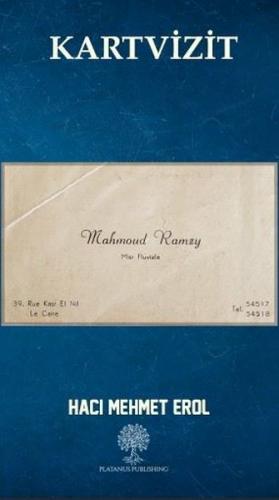 KARTVİZİT
Mahmoud Ramzy
Misr Fluviale
39, Rue Kasr El Nil
Le Caire
Tel. 54517
54518
HACI MEHMET EROL
PLATANUS PUBLISHING